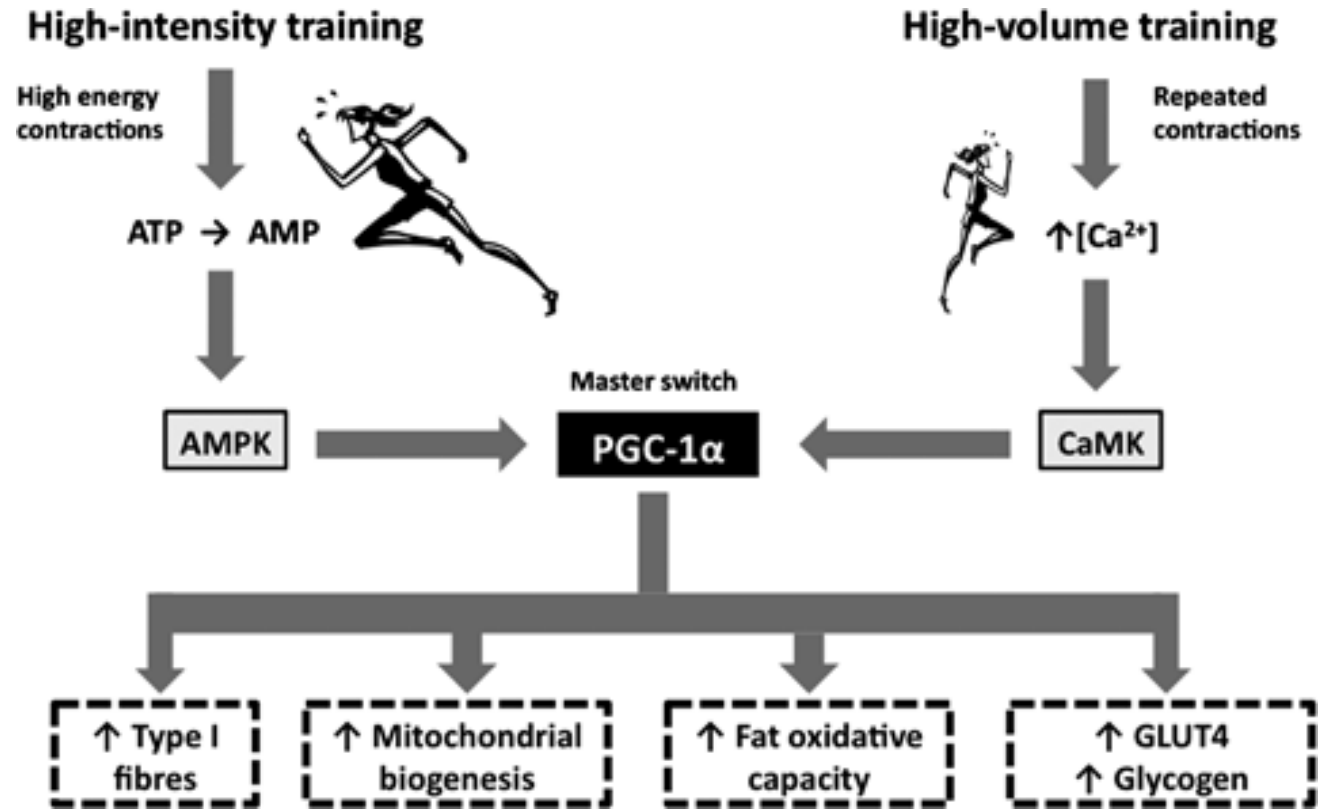 High-intensity training
High-volume training
High energy
contractions
Repeated
contractions
ATP → AMP
↑[Ca²⁺]
Master switch
AMPK
PGC-1α
CaMK
↑ Type I
fibres
↑ Mitochondrial
biogenesis
↑ Fat oxidative
capacity
↑ GLUT4
↑ Glycogen